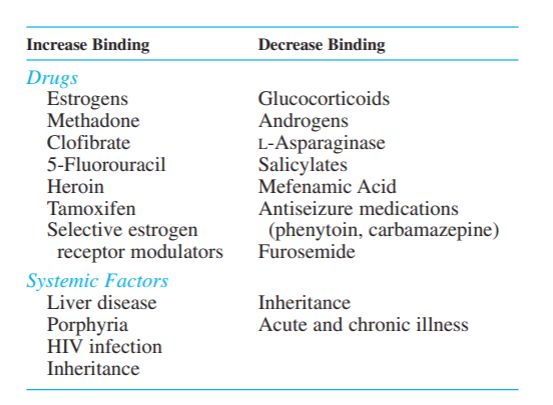 Increase Binding Decrease Binding
Drugs
Estrogens Glucocorticoids
Methadone Androgens
Clofibrate L-Asparaginase
5-Fluorouracil Salicylates
Heroin Mefenamic Acid
Tamoxifen Antiseizure medications
Selective estrogen (phenytoin, carbamazepine)
receptor modulators Furosemide
Systemic Factors
Liver disease Inheritance
Porphyria Acute and chronic illness
HIV infection
Inheritance